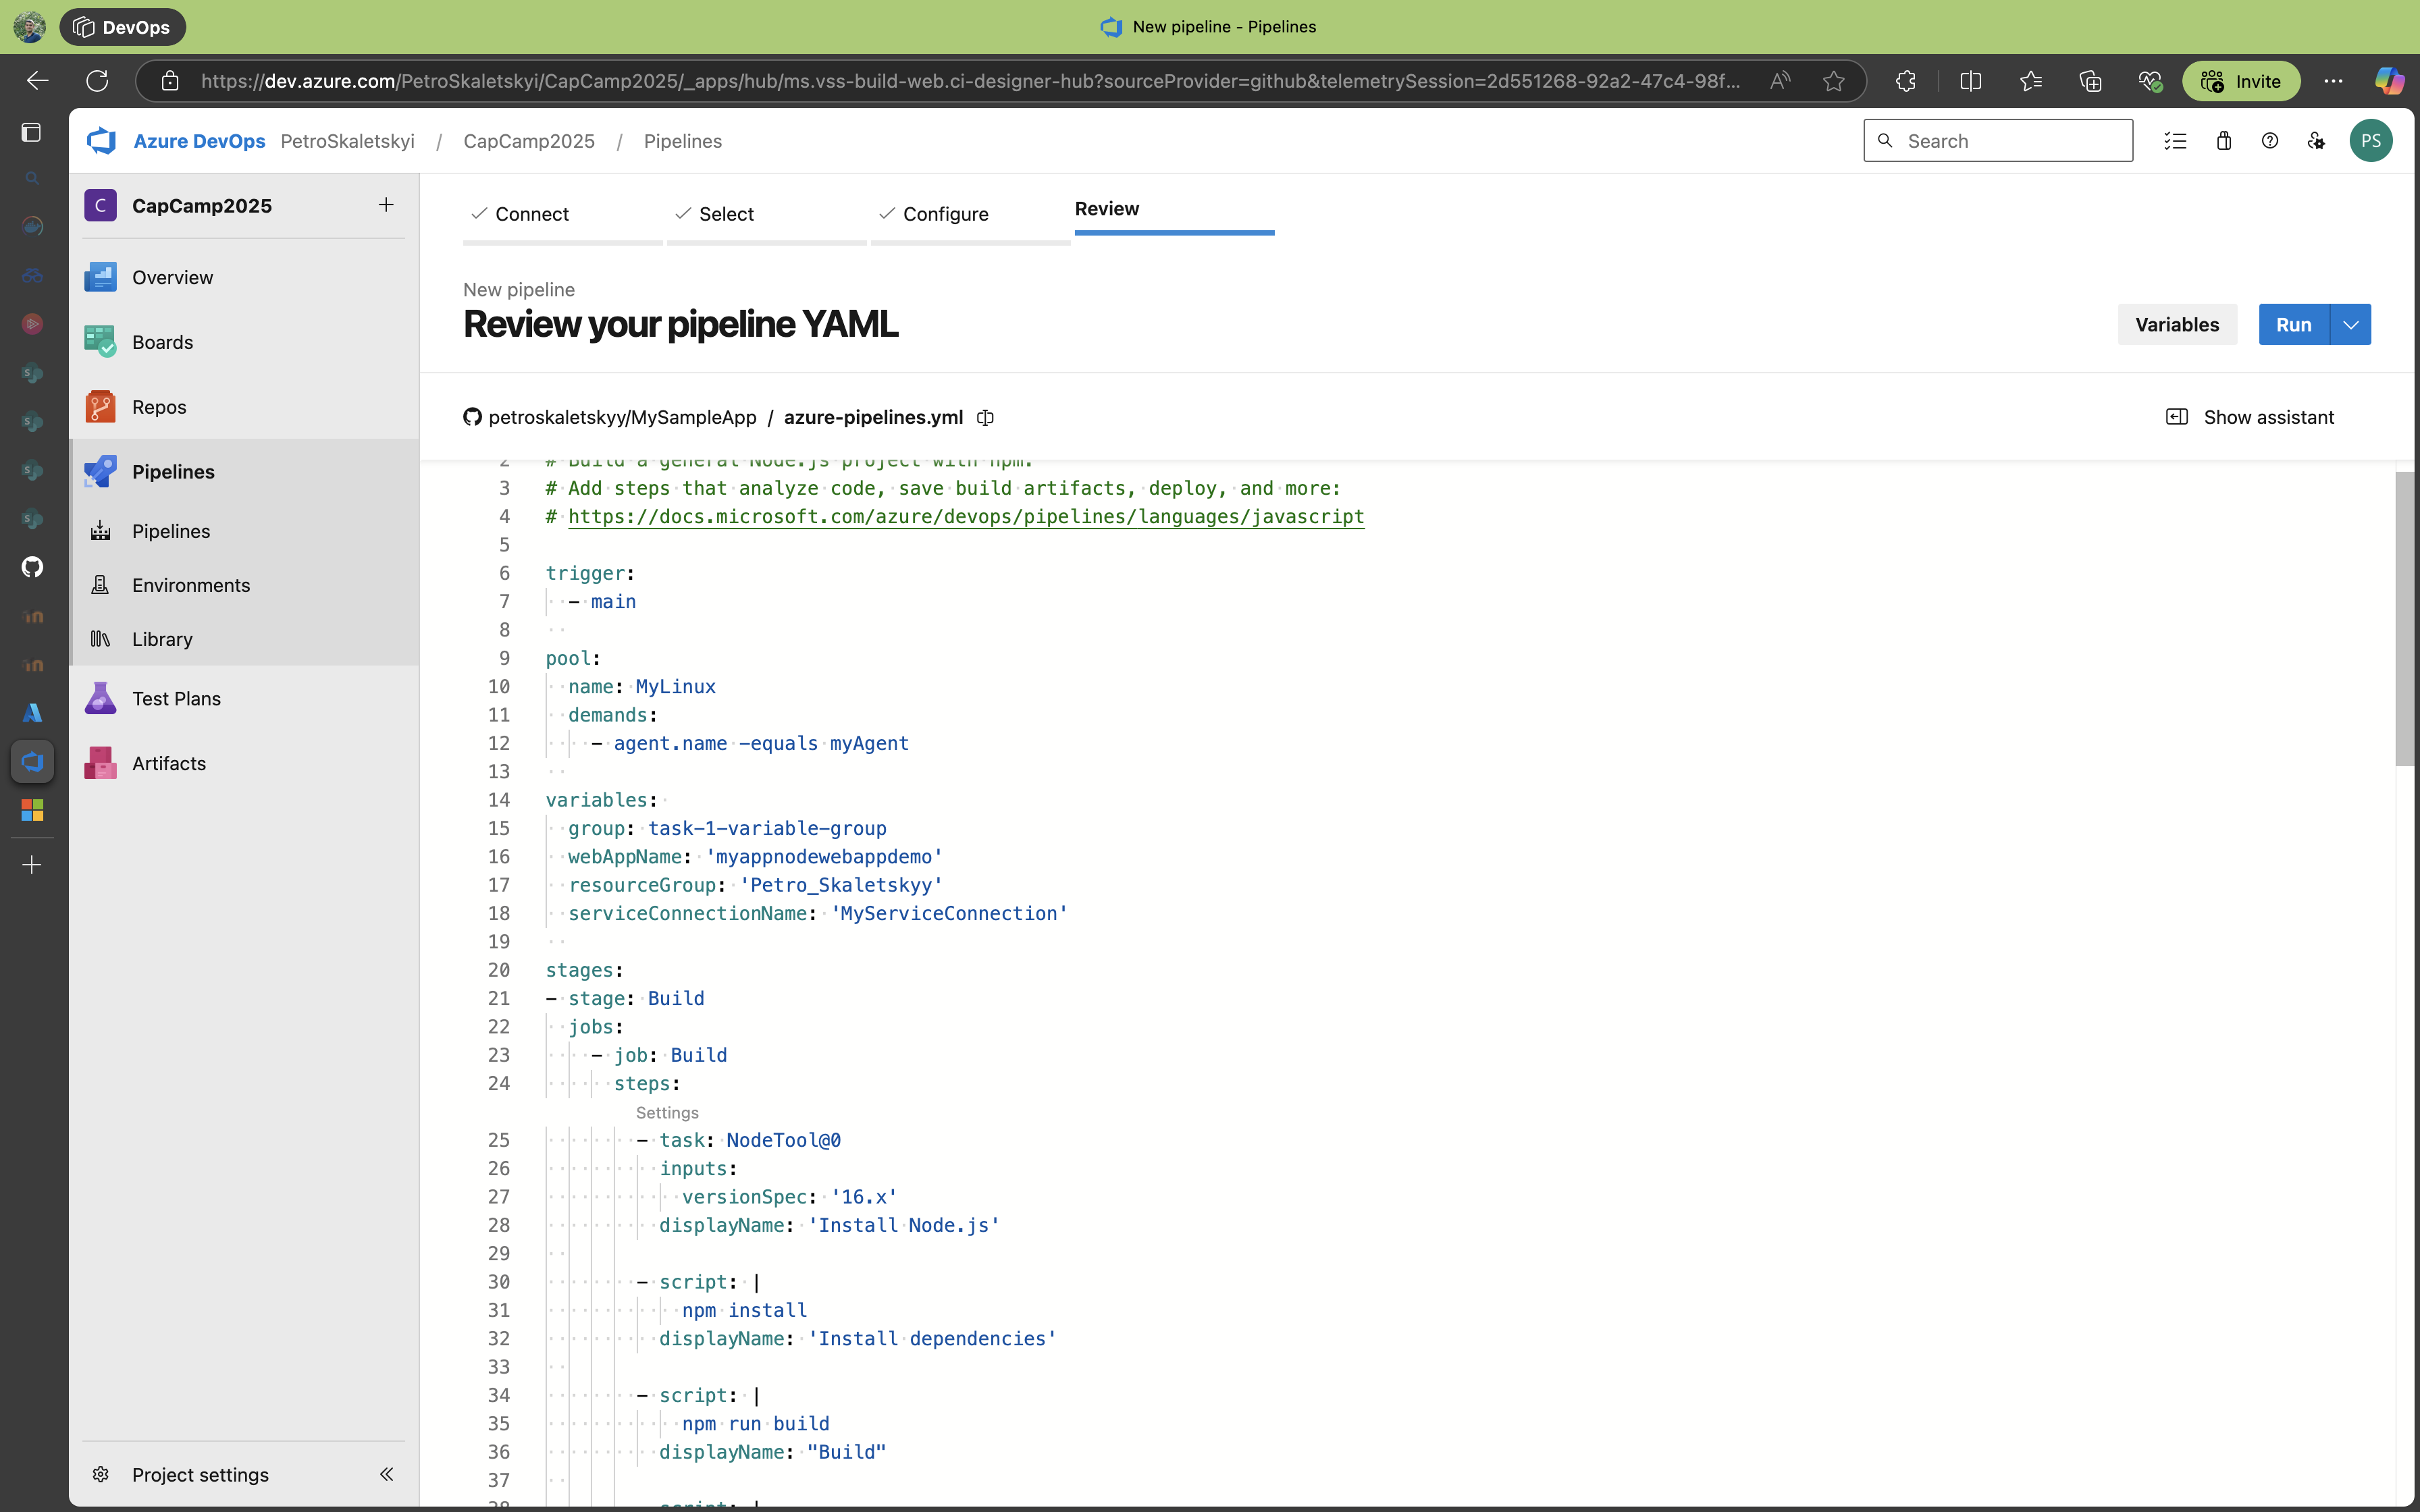 DevOps
New pipeline - Pipelines
https://dev.azure.com/PetroSkaletskyi/CapCamp2025/_apps/hub/ms.vss-build-web.ci-designer-hub?sourceProvider=github&telemetrySession=2d551268-92a2-47c4-98f...
Invite
Azure DevOps PetroSkaletskyi / CapCamp2025 / Pipelines
Search
PS
C CapCamp2025
Overview
Boards
Repos
Pipelines
Pipelines
Environments
Library
Test Plans
Artifacts
Project settings
Connect Select Configure Review
New pipeline
Review your pipeline YAML
Variables Run
petroskaletskyy/MySampleApp / azure-pipelines.yml
Show assistant
2 # Build a general Node.js project with npm.
3 # Add steps that analyze code, save build artifacts, deploy, and more:
4 # https://docs.microsoft.com/azure/devops/pipelines/languages/javascript
5
6 trigger:
7   - main
8
9 pool:
10   name: MyLinux
11   demands:
12     - agent.name -equals myAgent
13
14 variables:
15   group: task-1-variable-group
16   webAppName: 'myappnodewebappdemo'
17   resourceGroup: 'Petro_Skaletskyy'
18   serviceConnectionName: 'MyServiceConnection'
19
20 stages:
21 - stage: Build
22   jobs:
23     - job: Build
24       steps:
Settings
25         - task: NodeTool@0
26           inputs:
27             versionSpec: '16.x'
28           displayName: 'Install Node.js'
29
30         - script: |
31             npm install
32           displayName: 'Install dependencies'
33
34         - script: |
35             npm run build
36           displayName: "Build"
37
38         - script: |